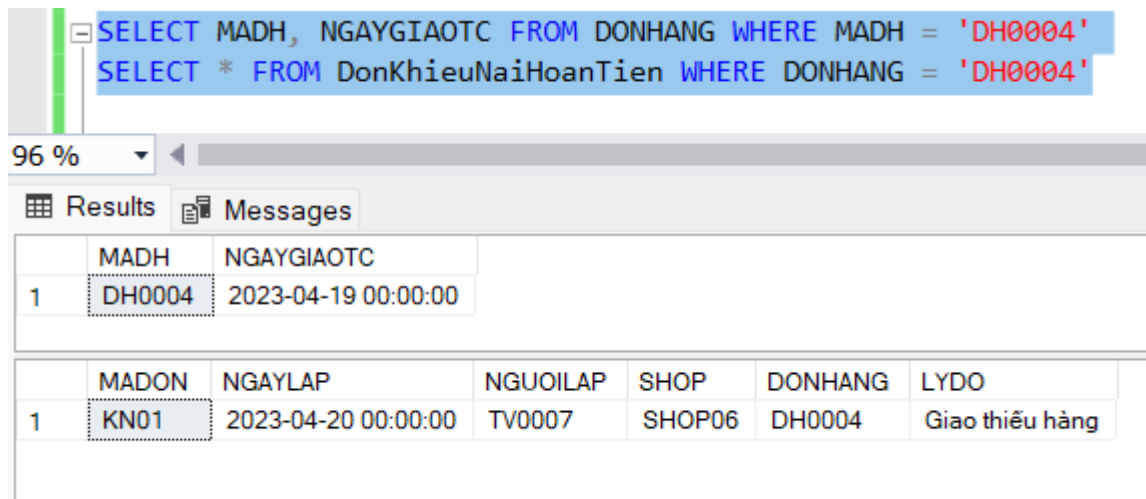 SELECT MADH, NGAYGIAOTC FROM DONHANG WHERE MADH = 'DH0004'
SELECT * FROM DonKhieuNaiHoanTien WHERE DONHANG = 'DH0004'
96 %
Results Messages
MADH NGAYGIAOTC
1 DH0004 2023-04-19 00:00:00
MADON NGAYLAP NGUOILAP SHOP DONHANG LYDO
1 KN01 2023-04-20 00:00:00 TV0007 SHOP06 DH0004 Giao thiếu hàng